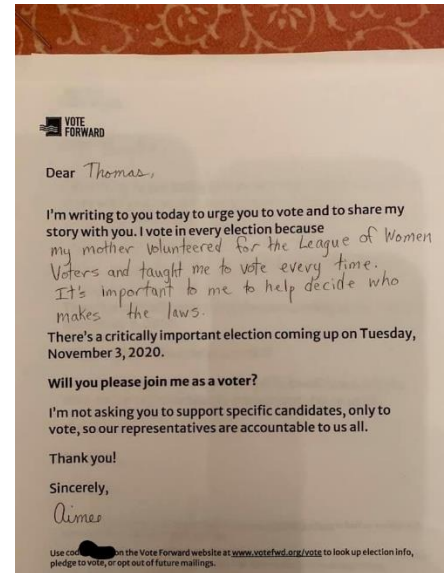 VOTE
FORWARD
Dear Thomas,
I'm writing to you today to urge you to vote and to share my
story with you. I vote in every election because
my mother volunteered for the League of Women
Voters and taught me to vote every time.
It's important to me to help decide who
makes the laws.
There's a critically important election coming up on Tuesday,
November 3, 2020.
Will you please join me as a voter?
I'm not asking you to support specific candidates, only to
vote, so our representatives are accountable to us all.
Thank you!
Sincerely,
Aimee
Use on the Vote Forward website at www.votefwd.org/vote to look up election info,
pledge to vote, or opt out of future mailings.